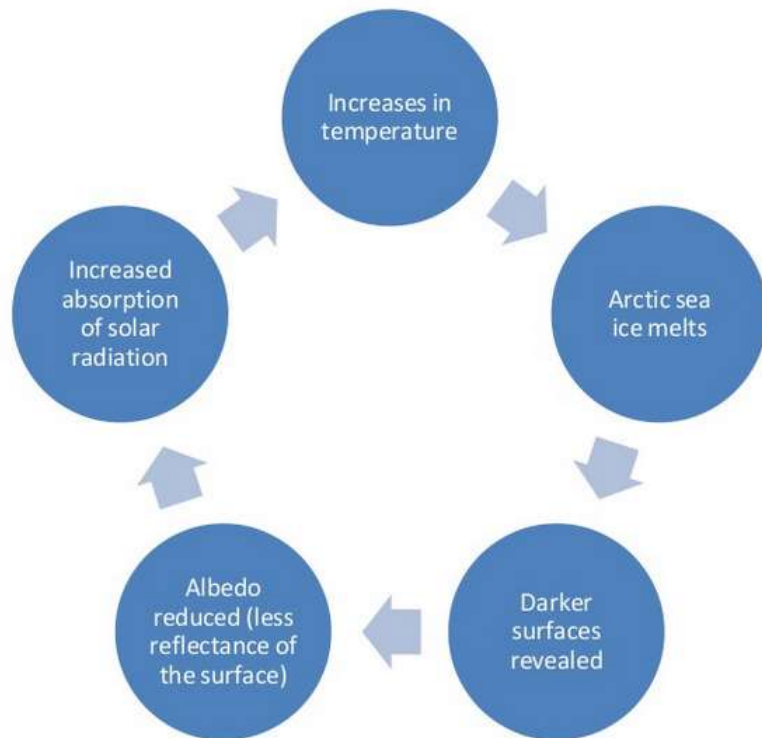 Increases in
temperature
Arctic sea
ice melts
Darker
surfaces
revealed
Albedo
reduced (less
reflectance of
the surface)
Increased
absorption
of solar
radiation